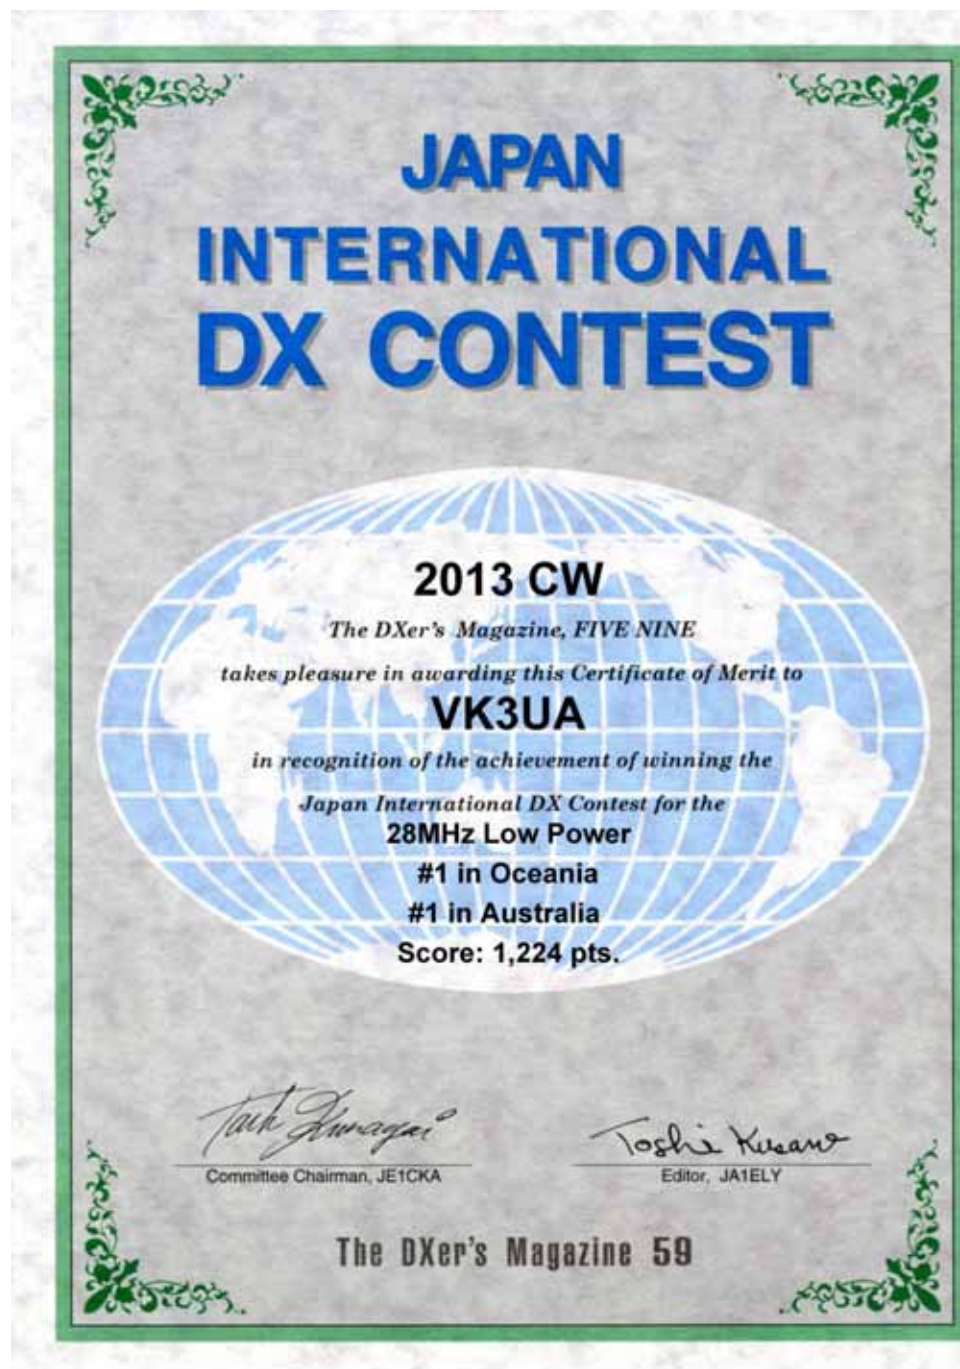 JAPAN
INTERNATIONAL
DX CONTEST
2013 CW
The DXer's Magazine, FIVE NINE
takes pleasure in awarding this Certificate of Merit to
VK3UA
in recognition of the achievement of winning the
Japan International DX Contest for the
28MHz Low Power
#1 in Oceania
#1 in Australia
Score: 1,224 pts.
Toshi Kusano
Committee Chairman, JE1CKA
Editor, JA1ELY
The DXer's Magazine 59